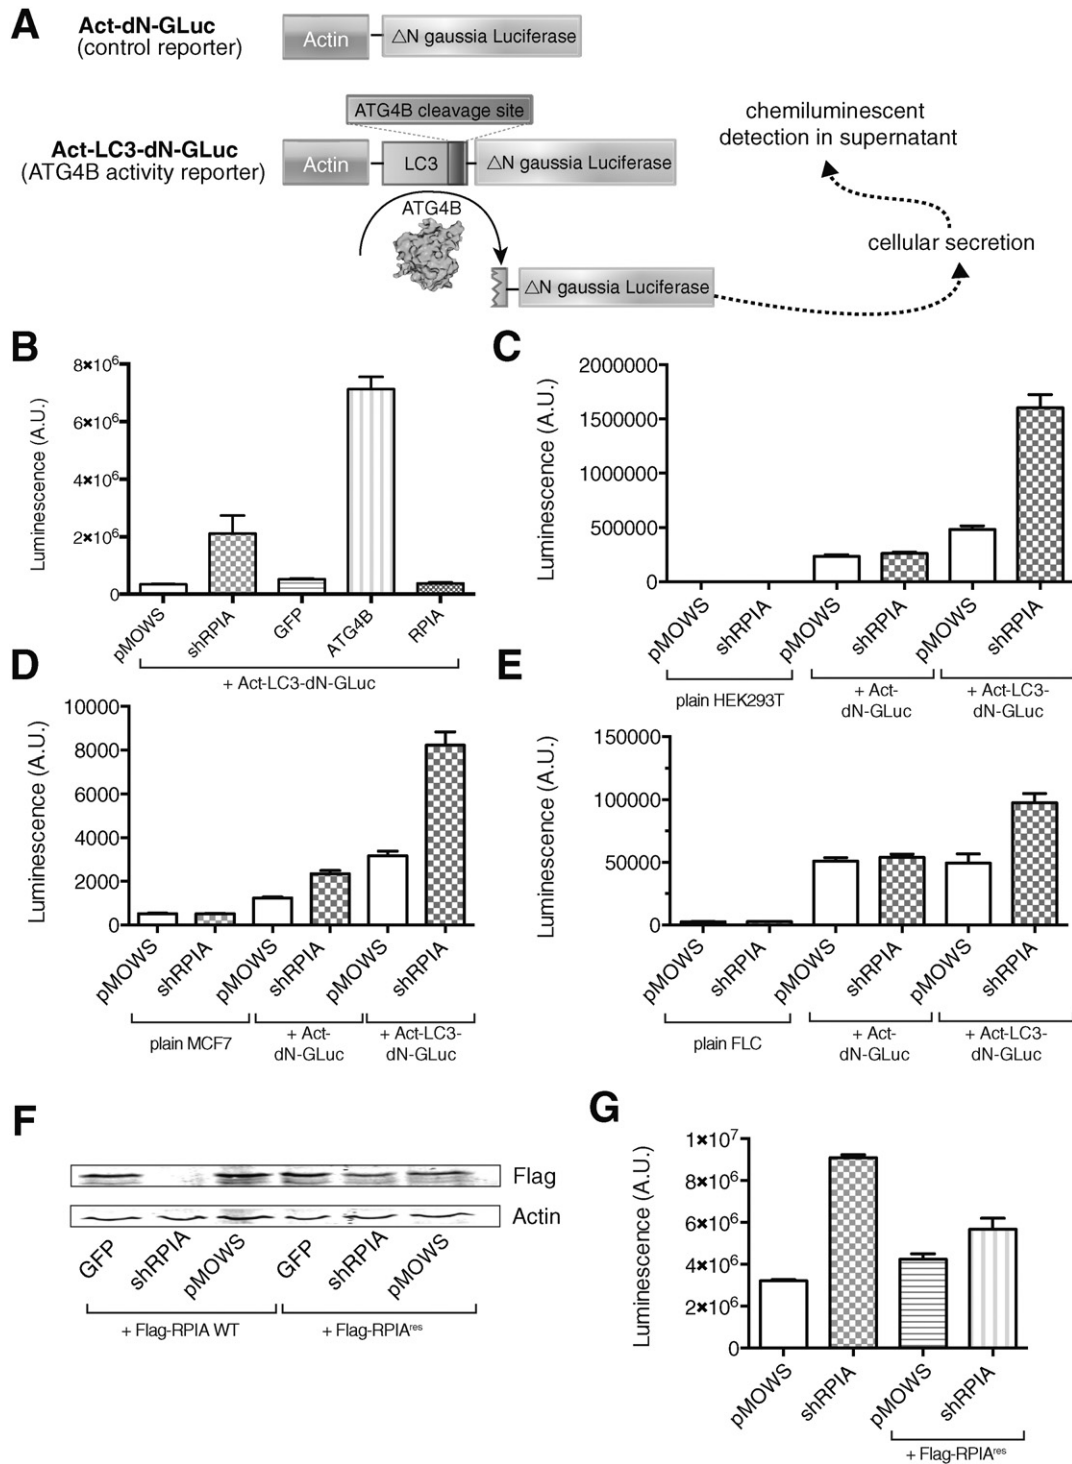 A
Act-dN-GLuc
(control reporter)
Actin
△N gaussia Luciferase
ATG4B cleavage site
Act-LC3-dN-GLuc
(ATG4B activity reporter)
Actin
LC3
△N gaussia Luciferase
ATG4B
△N gaussia Luciferase
chemiluminescent
detection in supernatant
cellular secretion
B
Luminescence (A.U.)
8×10⁶
6×10⁶
4×10⁶
2×10⁶
0
pMOWS
shRPIA
GFP
ATG4B
RPIA
+ Act-LC3-dN-GLuc
C
Luminescence (A.U.)
2000000
1500000
1000000
500000
0
pMOWS
shRPIA
pMOWS
shRPIA
pMOWS
shRPIA
plain HEK293T
+ Act-
dN-GLuc
+ Act-LC3-
dN-GLuc
D
Luminescence (A.U.)
10000
8000
6000
4000
2000
0
pMOWS
shRPIA
pMOWS
shRPIA
pMOWS
shRPIA
plain MCF7
+ Act-
dN-GLuc
+ Act-LC3-
dN-GLuc
E
Luminescence (A.U.)
150000
100000
50000
0
pMOWS
shRPIA
pMOWS
shRPIA
pMOWS
shRPIA
plain FLC
+ Act-
dN-GLuc
+ Act-LC3-
dN-GLuc
F
Flag
Actin
GFP
shRPIA
pMOWS
GFP
shRPIA
pMOWS
+ Flag-RPIA WT
+ Flag-RPIAʳᵉˢ
G
Luminescence (A.U.)
1×10⁷
8×10⁶
6×10⁶
4×10⁶
2×10⁶
0
pMOWS
shRPIA
pMOWS
shRPIA
+ Flag-RPIAʳᵉˢ